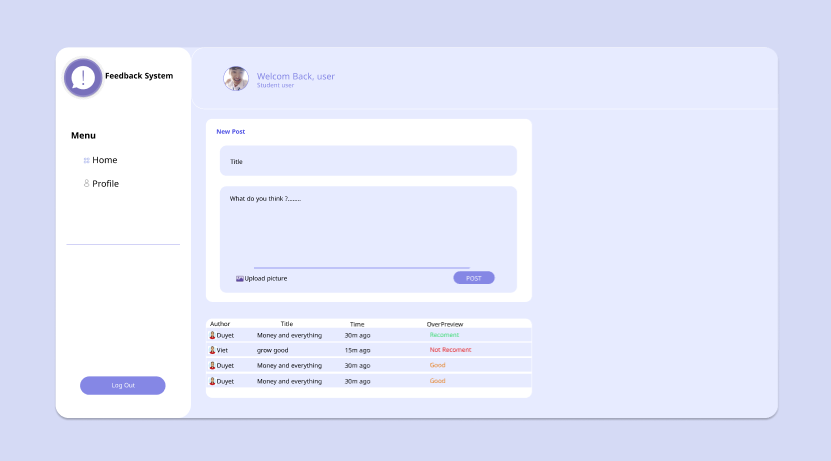 Feedback System
Welcom Back, user
Student user
Menu
Home
Profile
Log Out
New Post
Title
What do you think ?........
Upload picture
POST
Author Title Time OverPreview
Duyet Money and everything 30m ago Recoment
Viet grow good 15m ago Not Recoment
Duyet Money and everything 30m ago Good
Duyet Money and everything 30m ago Good